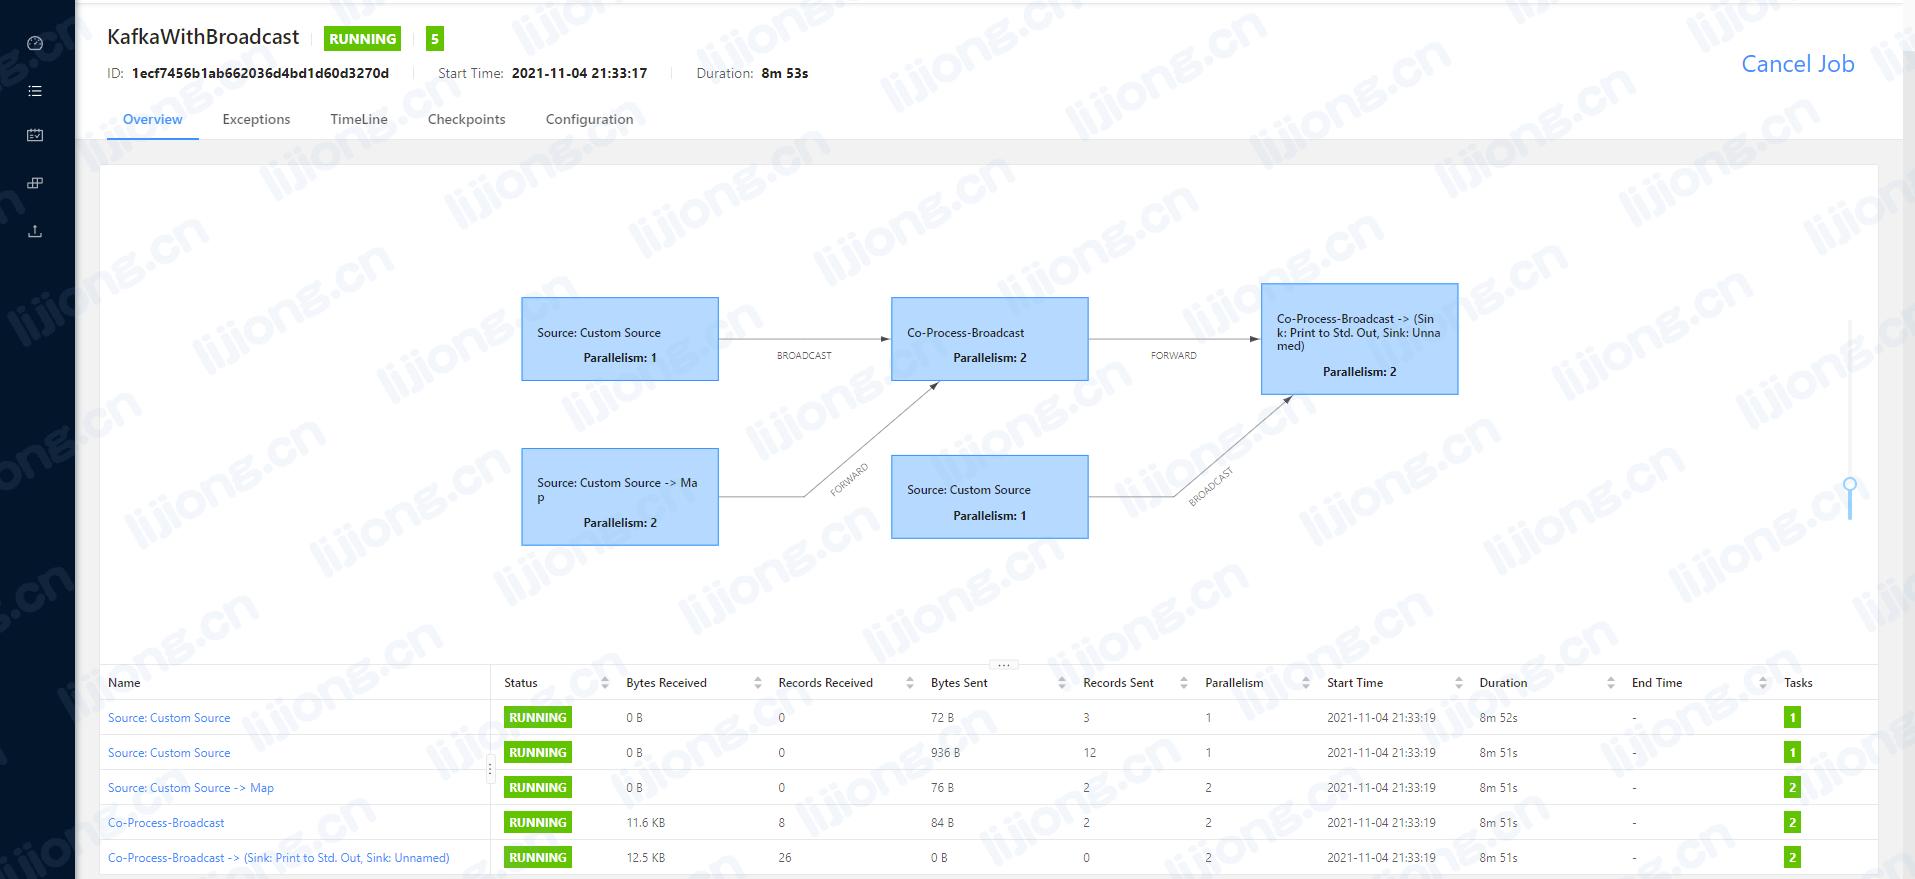 KafkaWithBroadcast RUNNING 5
ID: 1ecf7456b1ab662036d4bd1d60d3270d Start Time: 2021-11-04 21:33:17 Duration: 8m 53s
Cancel Job
Overview Exceptions TimeLine Checkpoints Configuration
Source: Custom Source
Parallelism: 1
BROADCAST
Co-Process-Broadcast
Parallelism: 2
FORWARD
Co-Process-Broadcast -> (Sin
k: Print to Std. Out, Sink: Unna
med)
Parallelism: 2
Source: Custom Source -> Ma
p
Parallelism: 2
FORWARD
Source: Custom Source
Parallelism: 1
BROADCAST
...
Name Status Bytes Received Records Received Bytes Sent Records Sent Parallelism Start Time Duration End Time Tasks
Source: Custom Source RUNNING 0 B 0 72 B 3 1 2021-11-04 21:33:19 8m 52s - 1
Source: Custom Source RUNNING 0 B 0 936 B 12 1 2021-11-04 21:33:19 8m 51s - 1
Source: Custom Source -> Map RUNNING 0 B 0 76 B 2 2 2021-11-04 21:33:19 8m 51s - 2
Co-Process-Broadcast RUNNING 11.6 KB 8 84 B 2 2 2021-11-04 21:33:19 8m 51s - 2
Co-Process-Broadcast -> (Sink: Print to Std. Out, Sink: Unnamed) RUNNING 12.5 KB 26 0 B 0 2 2021-11-04 21:33:19 8m 51s - 2
lijiong.cn